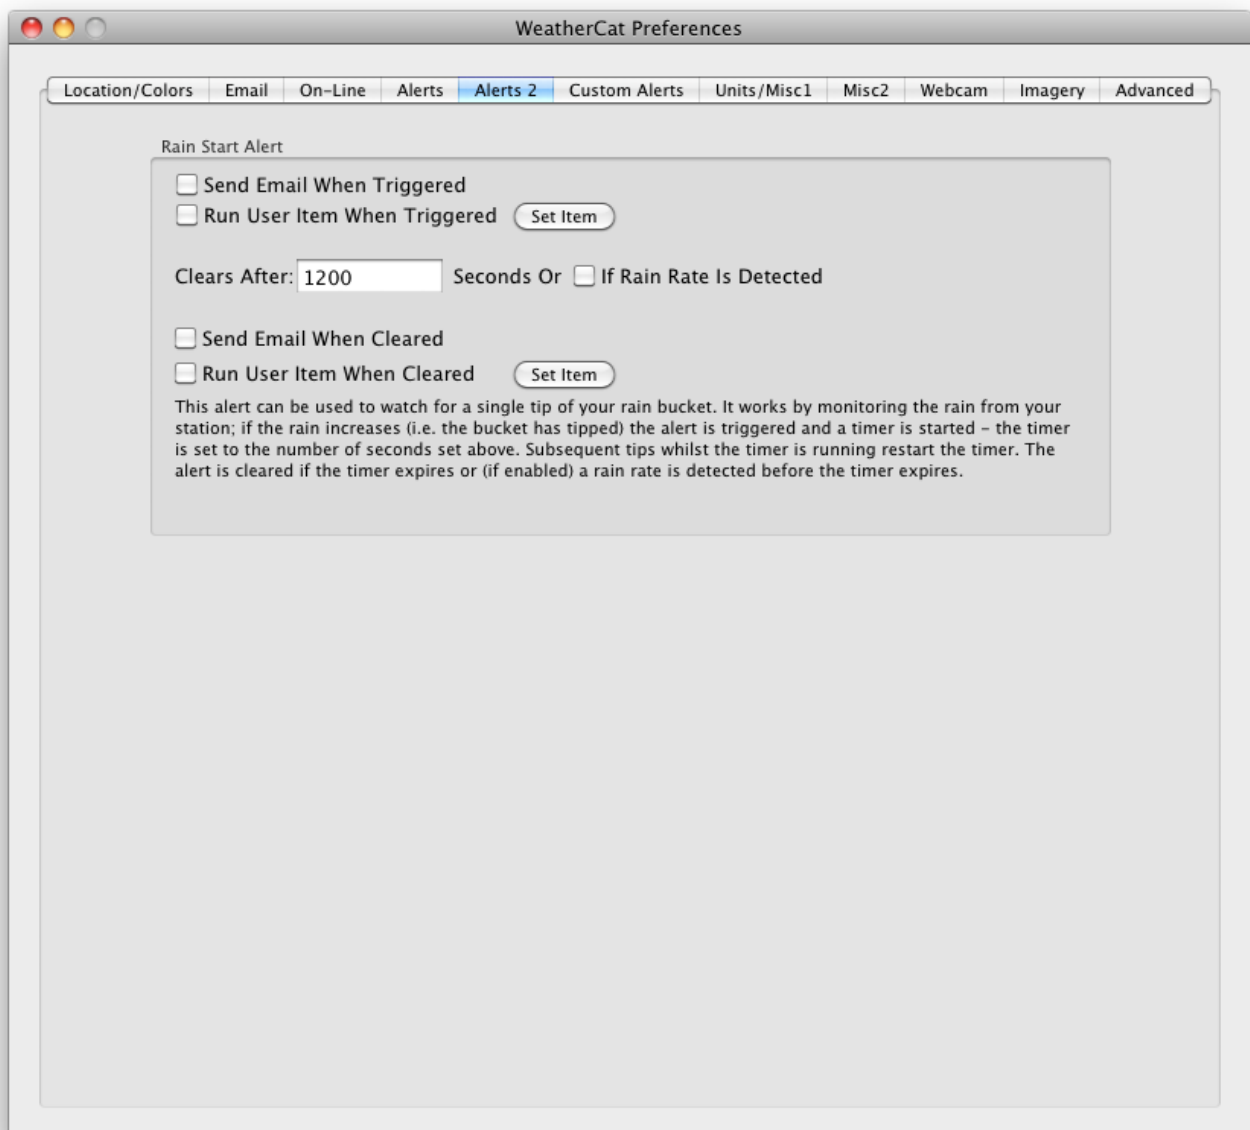 WeatherCat Preferences
Location/Colors Email On-Line Alerts Alerts 2 Custom Alerts Units/Misc1 Misc2 Webcam Imagery Advanced
Rain Start Alert
Send Email When Triggered
Run User Item When Triggered Set Item
Clears After: 1200 Seconds Or If Rain Rate Is Detected
Send Email When Cleared
Run User Item When Cleared Set Item
This alert can be used to watch for a single tip of your rain bucket. It works by monitoring the rain from your
station; if the rain increases (i.e. the bucket has tipped) the alert is triggered and a timer is started – the timer
is set to the number of seconds set above. Subsequent tips whilst the timer is running restart the timer. The
alert is cleared if the timer expires or (if enabled) a rain rate is detected before the timer expires.